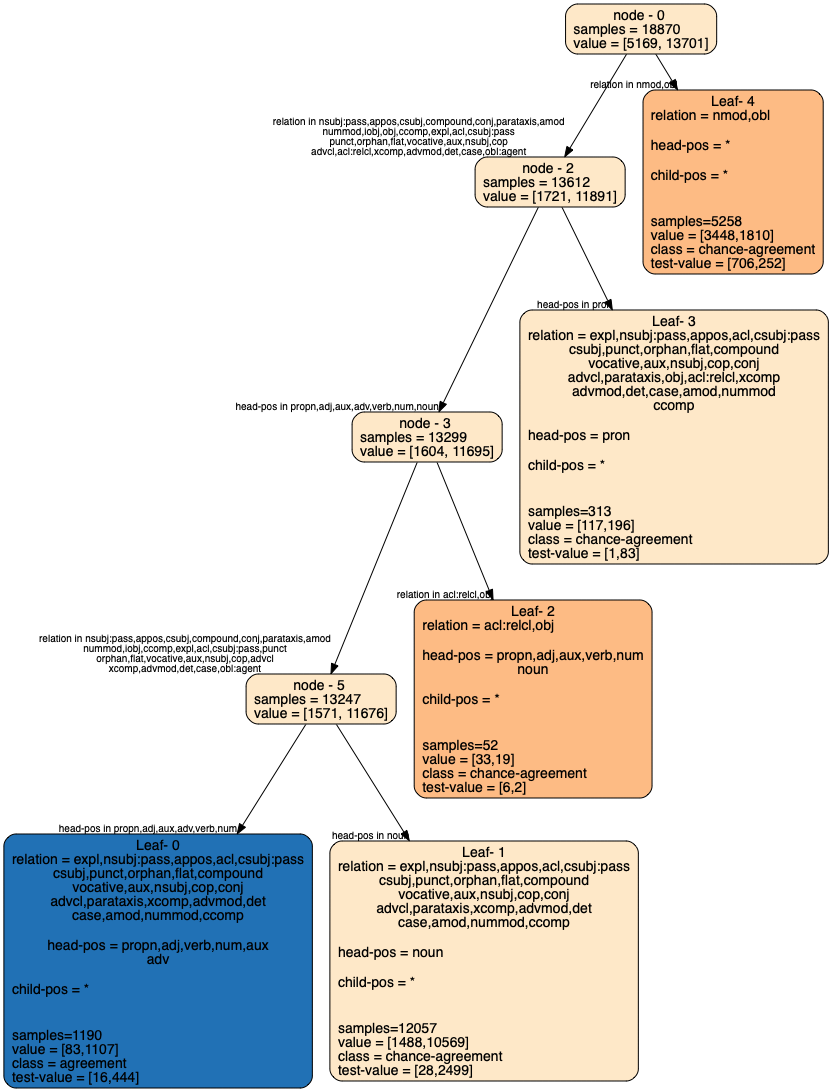 node - 0
samples = 18870
value = [5169, 13701]
relation in nmod,obl
Leaf- 4
relation = nmod,obl
head-pos = *
child-pos = *
samples=5258
value = [3448,1810]
class = chance-agreement
test-value = [706,252]
relation in nsubj:pass,appos,csubj,compound,conj,parataxis,amod
nummod,iobj,obj,ccomp,expl,acl,csubj:pass
punct,orphan,flat,vocative,aux,nsubj,cop
advcl,acl:relcl,xcomp,advmod,det,case,obl:agent
node - 2
samples = 13612
value = [1721, 11891]
head-pos in pron
Leaf- 3
relation = expl,nsubj:pass,appos,acl,csubj:pass
csubj,punct,orphan,flat,compound
vocative,aux,nsubj,cop,conj
advcl,parataxis,obj,acl:relcl,xcomp
advmod,det,case,amod,nummod
ccomp
head-pos = pron
child-pos = *
samples=313
value = [117,196]
class = chance-agreement
test-value = [1,83]
head-pos in propn,adj,aux,adv,verb,num,noun
node - 3
samples = 13299
value = [1604, 11695]
relation in acl:relcl,obj
Leaf- 2
relation = acl:relcl,obj
head-pos = propn,adj,aux,verb,num
noun
child-pos = *
samples=52
value = [33,19]
class = chance-agreement
test-value = [6,2]
relation in nsubj:pass,appos,csubj,compound,conj,parataxis,amod
nummod,iobj,ccomp,expl,acl,csubj:pass,punct
orphan,flat,vocative,aux,nsubj,cop,advcl
xcomp,advmod,det,case,obl:agent
node - 5
samples = 13247
value = [1571, 11676]
head-pos in propn,adj,aux,adv,verb,num
Leaf- 0
relation = expl,nsubj:pass,appos,acl,csubj:pass
csubj,punct,orphan,flat,compound
vocative,aux,nsubj,cop,conj
advcl,parataxis,xcomp,advmod,det
case,amod,nummod,ccomp
head-pos = propn,adj,verb,num,aux
adv
child-pos = *
samples=1190
value = [83,1107]
class = agreement
test-value = [16,444]
head-pos in noun
Leaf- 1
relation = expl,nsubj:pass,appos,acl,csubj:pass
csubj,punct,orphan,flat,compound
vocative,aux,nsubj,cop,conj
advcl,parataxis,xcomp,advmod,det
case,amod,nummod,ccomp
head-pos = noun
child-pos = *
samples=12057
value = [1488,10569]
class = chance-agreement
test-value = [28,2499]